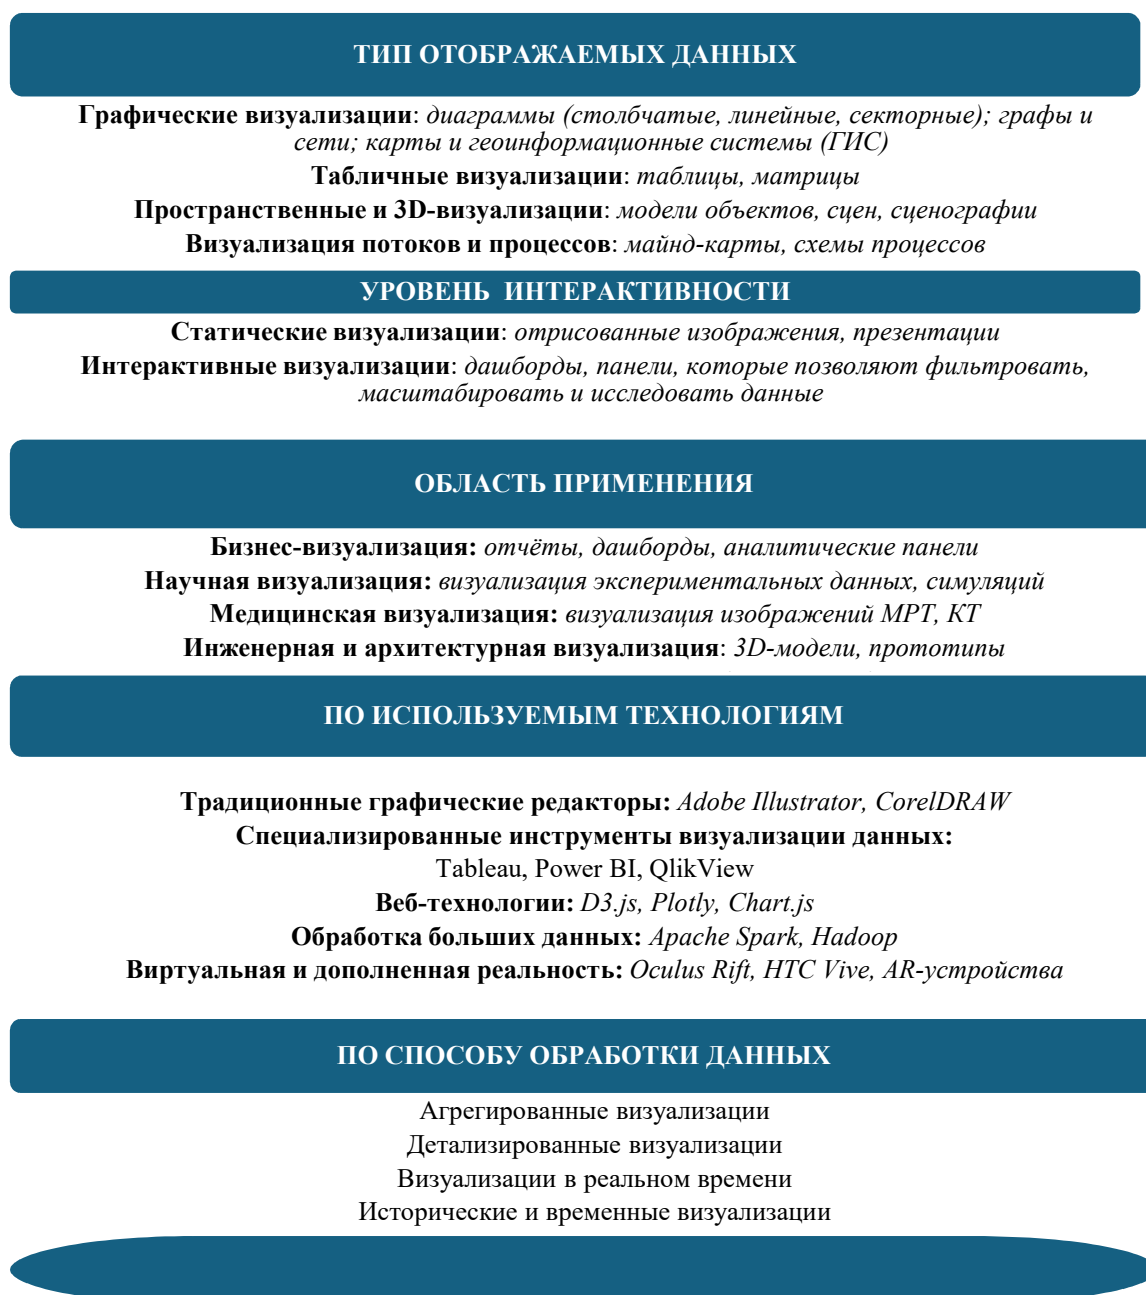 ТИП ОТОБРАЖАЕМЫХ ДАННЫХ
Графические визуализации: диаграммы (столбчатые, линейные, секторные); графы и
сети; карты и геоинформационные системы (ГИС)
Табличные визуализации: таблицы, матрицы
Пространственные и 3D-визуализации: модели объектов, сцен, сценографии
Визуализация потоков и процессов: майнд-карты, схемы процессов
УРОВЕНЬ ИНТЕРАКТИВНОСТИ
Статические визуализации: отрисованные изображения, презентации
Интерактивные визуализации: дашборды, панели, которые позволяют фильтровать,
масштабировать и исследовать данные
ОБЛАСТЬ ПРИМЕНЕНИЯ
Бизнес-визуализация: отчёты, дашборды, аналитические панели
Научная визуализация: визуализация экспериментальных данных, симуляций
Медицинская визуализация: визуализация изображений МРТ, КТ
Инженерная и архитектурная визуализация: 3D-модели, прототипы
ПО ИСПОЛЬЗУЕМЫМ ТЕХНОЛОГИЯМ
Традиционные графические редакторы: Adobe Illustrator, CorelDRAW
Специализированные инструменты визуализации данных:
Tableau, Power BI, QlikView
Веб-технологии: D3.js, Plotly, Chart.js
Обработка больших данных: Apache Spark, Hadoop
Виртуальная и дополненная реальность: Oculus Rift, HTC Vive, AR-устройства
ПО СПОСОБУ ОБРАБОТКИ ДАННЫХ
Агрегированные визуализации
Детализированные визуализации
Визуализации в реальном времени
Исторические и временные визуализации